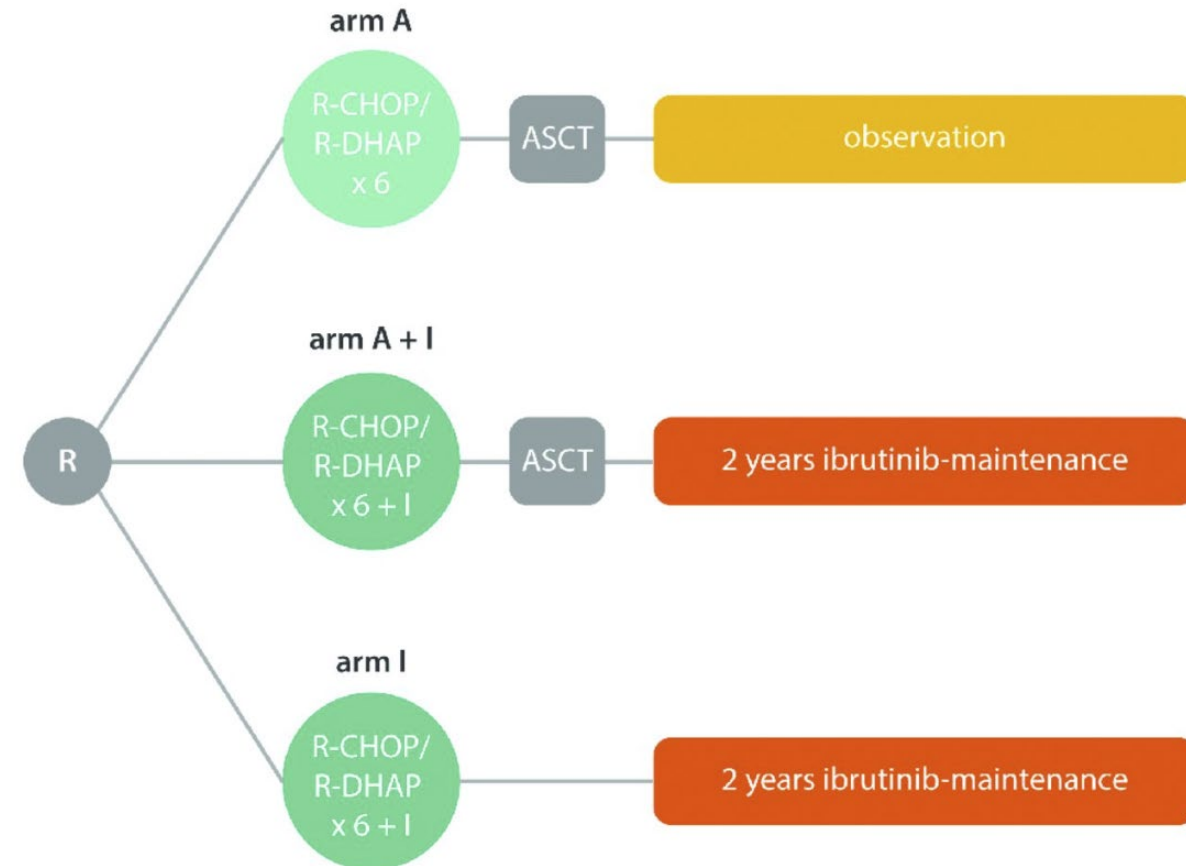 arm A
R-CHOP/
R-DHAP
x 6
ASCT
observation
arm A + I
R
R-CHOP/
R-DHAP
x 6 + I
ASCT
2 years ibrutinib-maintenance
arm I
R-CHOP/
R-DHAP
x 6 + I
2 years ibrutinib-maintenance